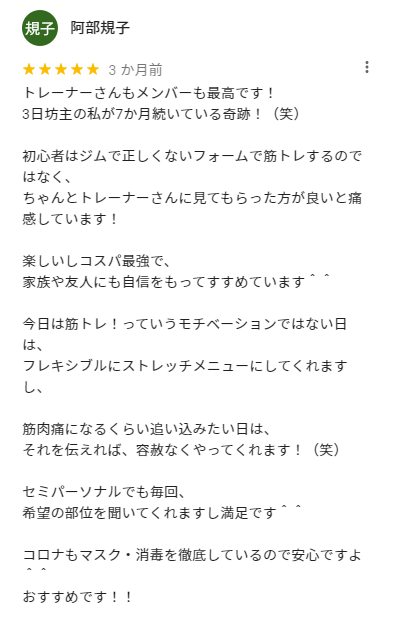 規子 阿部規子
★★★★★ 3 か月前
トレーナーさんもメンバーも最高です！
3日坊主の私が7か月続いている奇跡！（笑）
初心者はジムで正しくないフォームで筋トレするので
はなく、
ちゃんとトレーナーさんに見てもらった方が良いと痛
感しています！
楽しいしコスパ最強で、
家族や友人にも自信をもってすすめています＾＾
今日は筋トレ！っていうモチベーションではない日
は、
フレキシブルにストレッチメニューにしてくれます
し、
筋肉痛になるくらい追い込みたい日は、
それを伝えれば、容赦なくやってくれます！（笑）
セミパーソナルでも毎回、
希望の部位を聞いてくれますし満足です＾＾
コロナもマスク・消毒を徹底しているので安心ですよ
＾＾
おすすめです！！